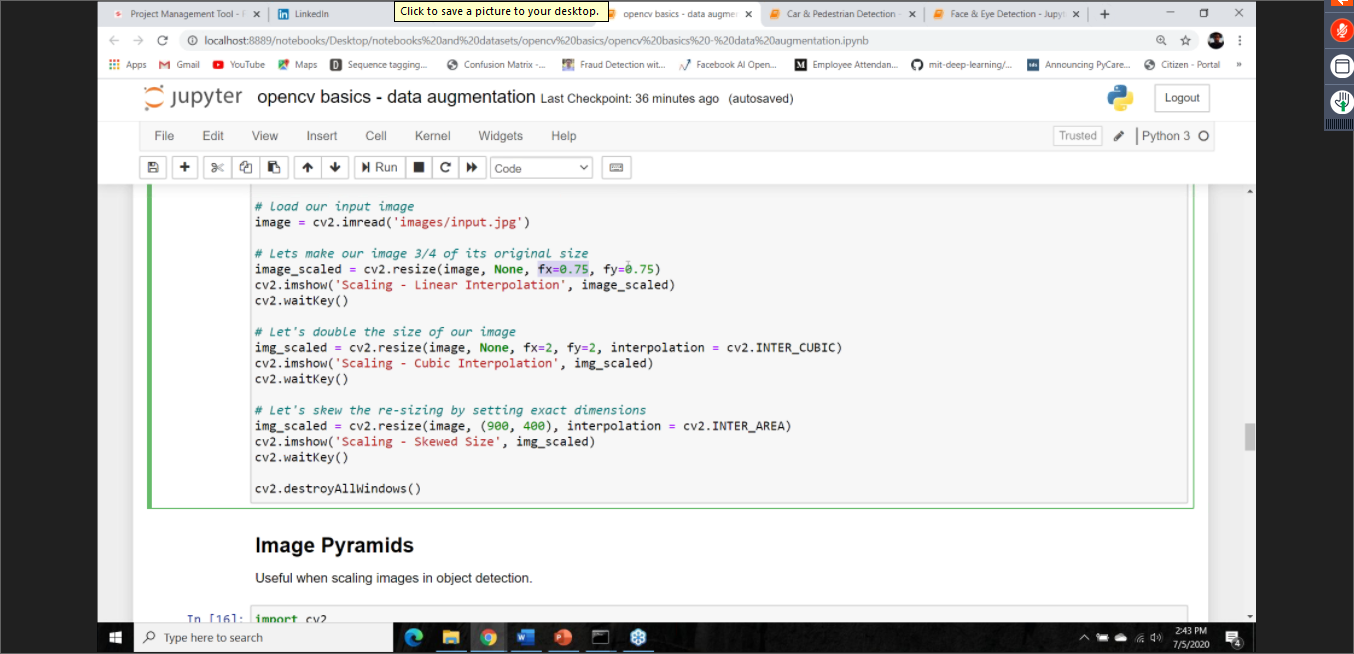 Click to save a picture to your desktop.
Project Management Tool -
LinkedIn
opencv basics - data augme
Car & Pedestrian Detection -
Face & Eye Detection - Jupyt
localhost:8889/notebooks/Desktop/notebooks%20and%20datasets/opencv%20basics/opencv%20basics%20-%20data%20augmentation.ipynb
Apps Gmail YouTube Maps Sequence tagging... Confusion Matrix -... Fraud Detection wit... Facebook AI Open... Employee Attendan... mit-deep-learning/... Announcing PyCare... Citizen - Portal »
jupyter opencv basics - data augmentation Last Checkpoint: 36 minutes ago (autosaved) Logout
File Edit View Insert Cell Kernel Widgets Help Trusted Python 3
Run Code
# Load our input image
image = cv2.imread('images/input.jpg')
# Lets make our image 3/4 of its original size
image_scaled = cv2.resize(image, None, fx=0.75, fy=0.75)
cv2.imshow('Scaling - Linear Interpolation', image_scaled)
cv2.waitKey()
# Let's double the size of our image
img_scaled = cv2.resize(image, None, fx=2, fy=2, interpolation = cv2.INTER_CUBIC)
cv2.imshow('Scaling - Cubic Interpolation', img_scaled)
cv2.waitKey()
# Let's skew the re-sizing by setting exact dimensions
img_scaled = cv2.resize(image, (900, 400), interpolation = cv2.INTER_AREA)
cv2.imshow('Scaling - Skewed Size', img_scaled)
cv2.waitKey()
cv2.destroyAllWindows()
Image Pyramids
Useful when scaling images in object detection.
In [16]: import cv2
Type here to search
2:43 PM
7/5/2020
4